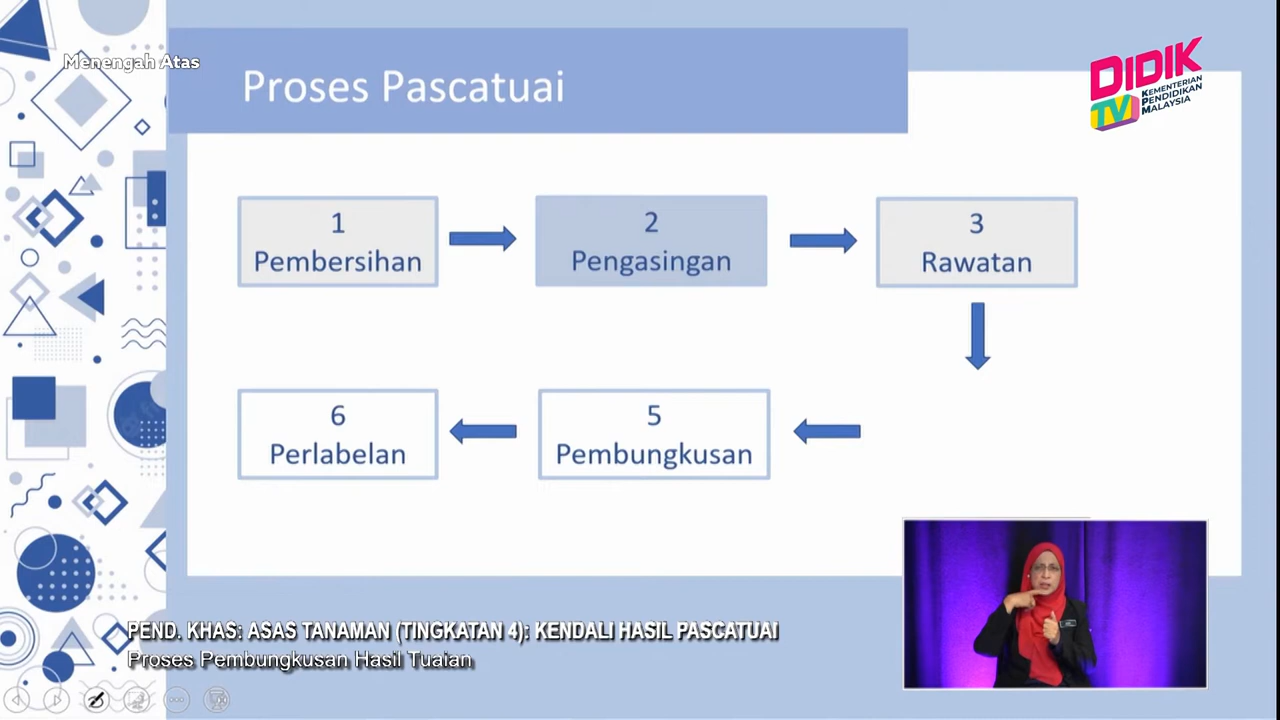 Menengah Atas
Proses Pascatuai
DIDIK
TV
KEMENTERIAN
PENDIDIKAN
MALAYSIA
1
Pembersihan
2
Pengasingan
3
Rawatan
6
Perlabelan
5
Pembungkusan
PEND. KHAS: ASAS TANAMAN (TINGKATAN 4): KENDALI HASIL PASCATUAI
Proses Pembungkusan Hasil Tuaian